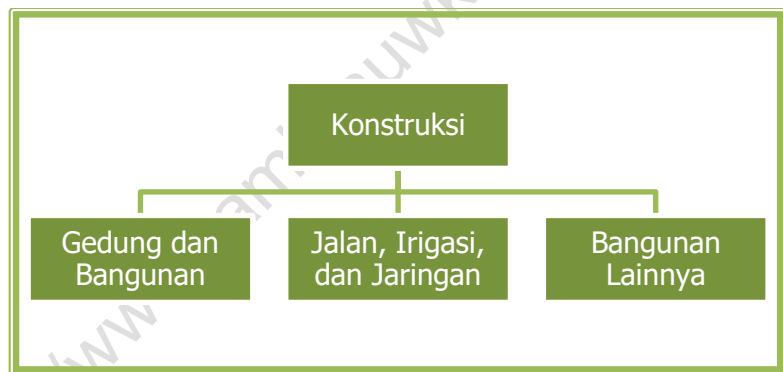 Konstruksi
Gedung dan
Bangunan
Jalan, Irigasi,
dan Jaringan
Bangunan
Lainnya